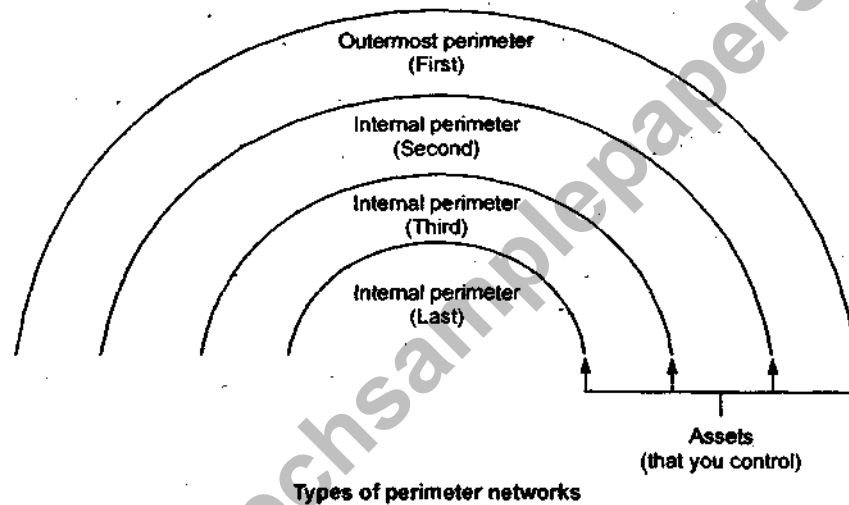 Outermost perimeter
(First)
Internal perimeter
(Second)
Internal perimeter
(Third)
Internal perimeter
(Last)
Assets
(that you control)
Types of perimeter networks
ochsamplepapers